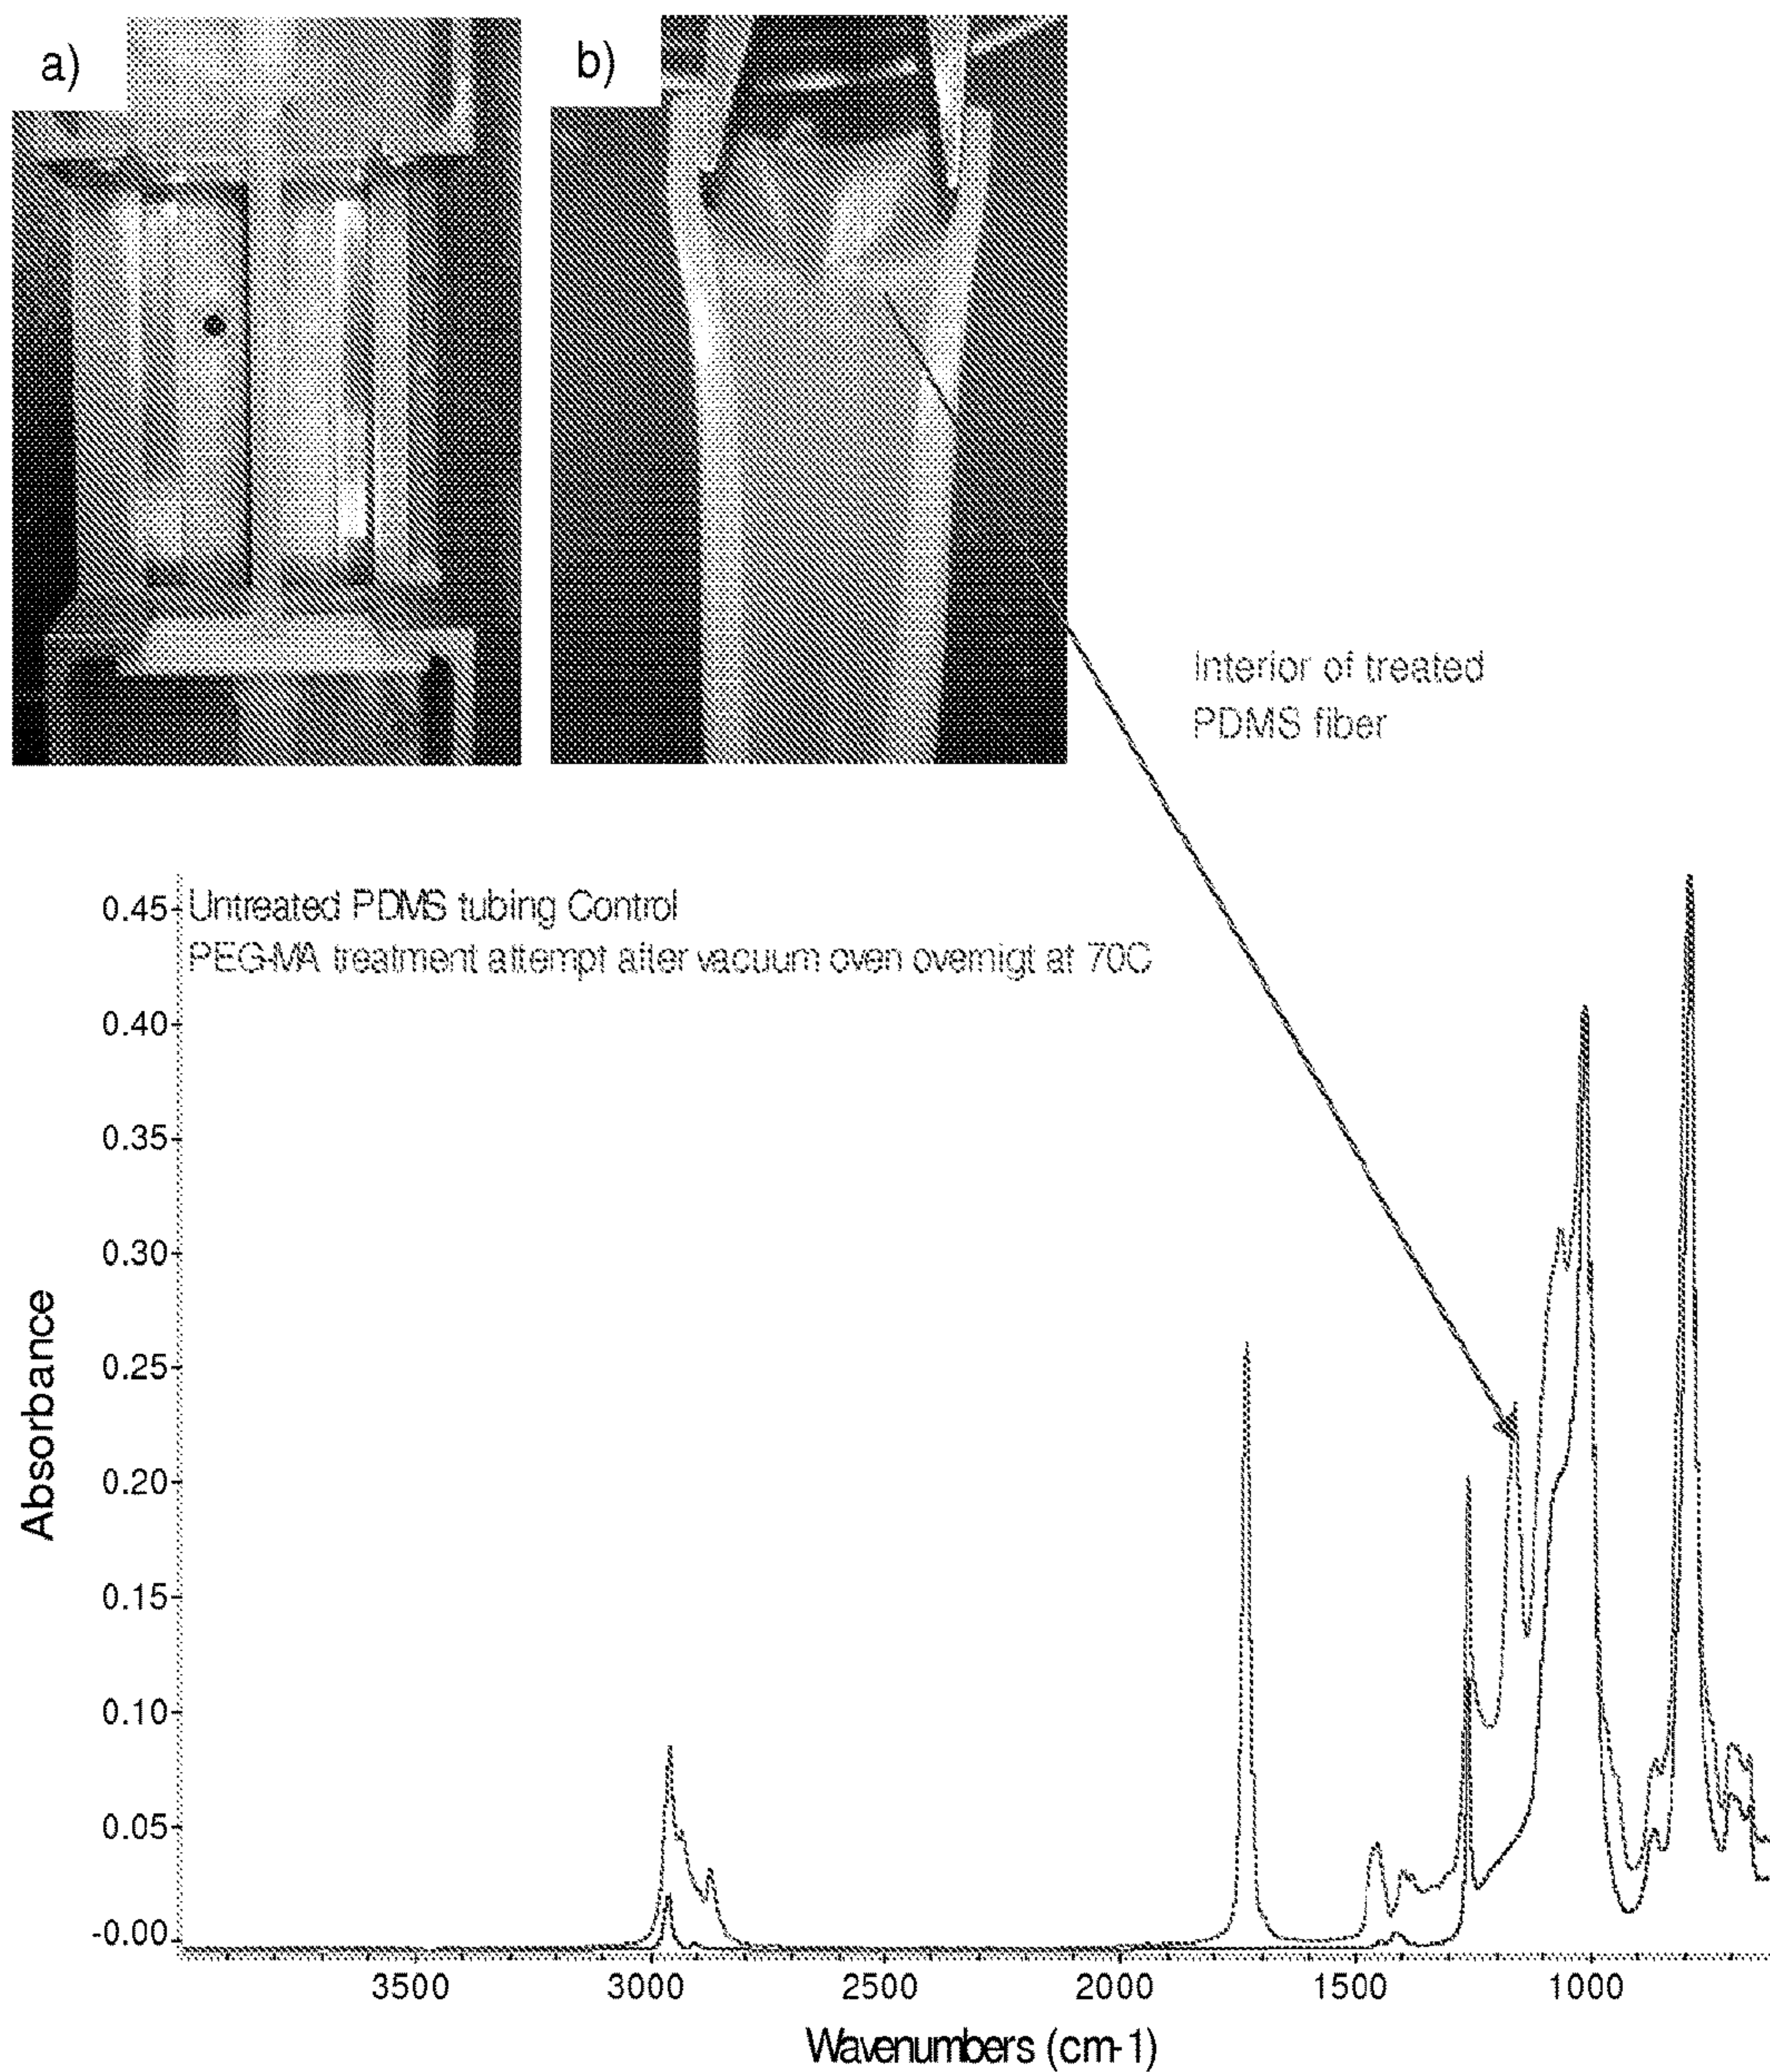 a)
b)
Interior of treated
PDMS fiber
Untreated PDMS tubing Control
PEG-MA treatment attempt after vacuum oven overnigt at 70C
0.45
0.40
0.35
0.30
0.25
0.20
0.15
0.10
0.05
-0.00
Absorbance
3500
3000
2500
2000
1500
1000
Wavenumbers (cm-1)